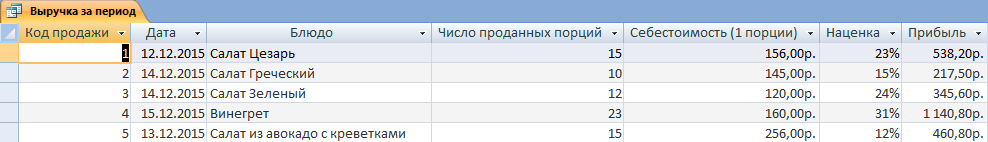 Выручка за период
Код продажи Дата Блюдо Число проданных порций Себестоимость (1 порции) Наценка Прибыль
1 12.12.2015 Салат Цезарь 15 156,00р. 23% 538,20р.
2 14.12.2015 Салат Греческий 10 145,00р. 15% 217,50р.
3 14.12.2015 Салат Зеленый 12 120,00р. 24% 345,60р.
4 15.12.2015 Винегрет 23 160,00р. 31% 1 140,80р.
5 13.12.2015 Салат из авокадо с креветками 15 256,00р. 12% 460,80р.